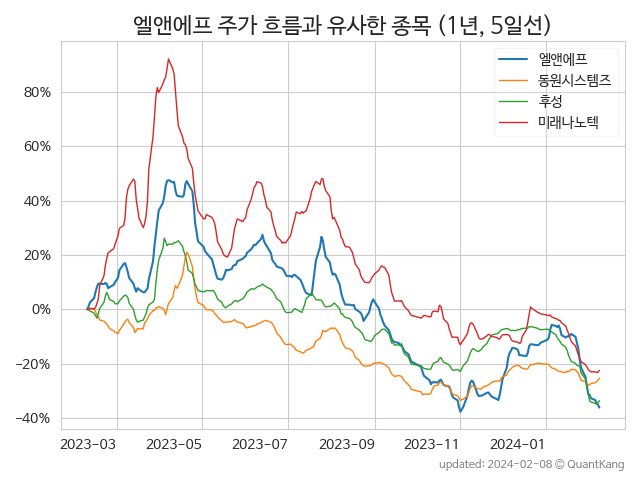 엘앤에프 주가 흐름과 유사한 종목 (1년, 5일선)
엘앤에프
동원시스템즈
후성
미래나노텍
80%
60%
40%
20%
0%
−20%
−40%
2023-03
2023-05
2023-07
2023-09
2023-11
2024-01
updated: 2024-02-08 @ QuantKang